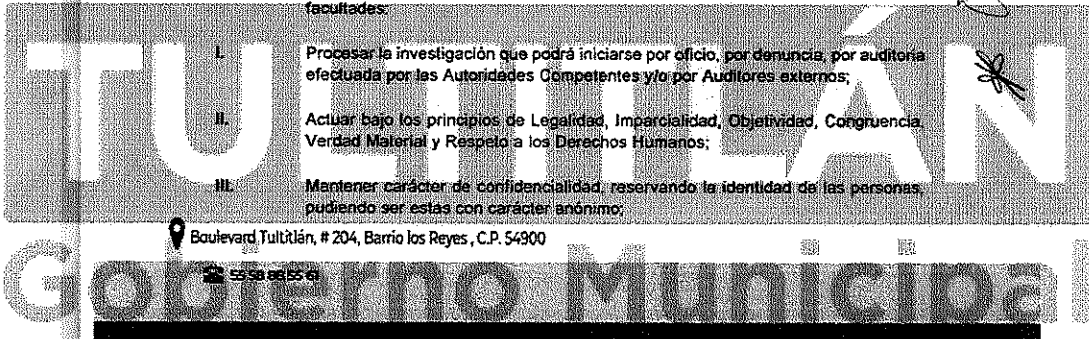 facultades:
I. Procesar la investigación que podrá iniciarse por oficio, por denuncia, por auditoria
efectuada por las Autoridades Competentes y/o por Auditores externos;
II. Actuar bajo los principios de Legalidad, Imparcialidad, Objetividad, Congruencia,
Verdad Material y Respeto a los Derechos Humanos;
III. Mantener carácter de confidencialidad, reservando la identidad de las personas,
pudiendo ser estas con carácter anónimo;
TULTITLÁN
Boulevard Tultitlán, # 204, Barrio los Reyes, C.P. 54900
55 58 88 55 61
Gobierno Municipal